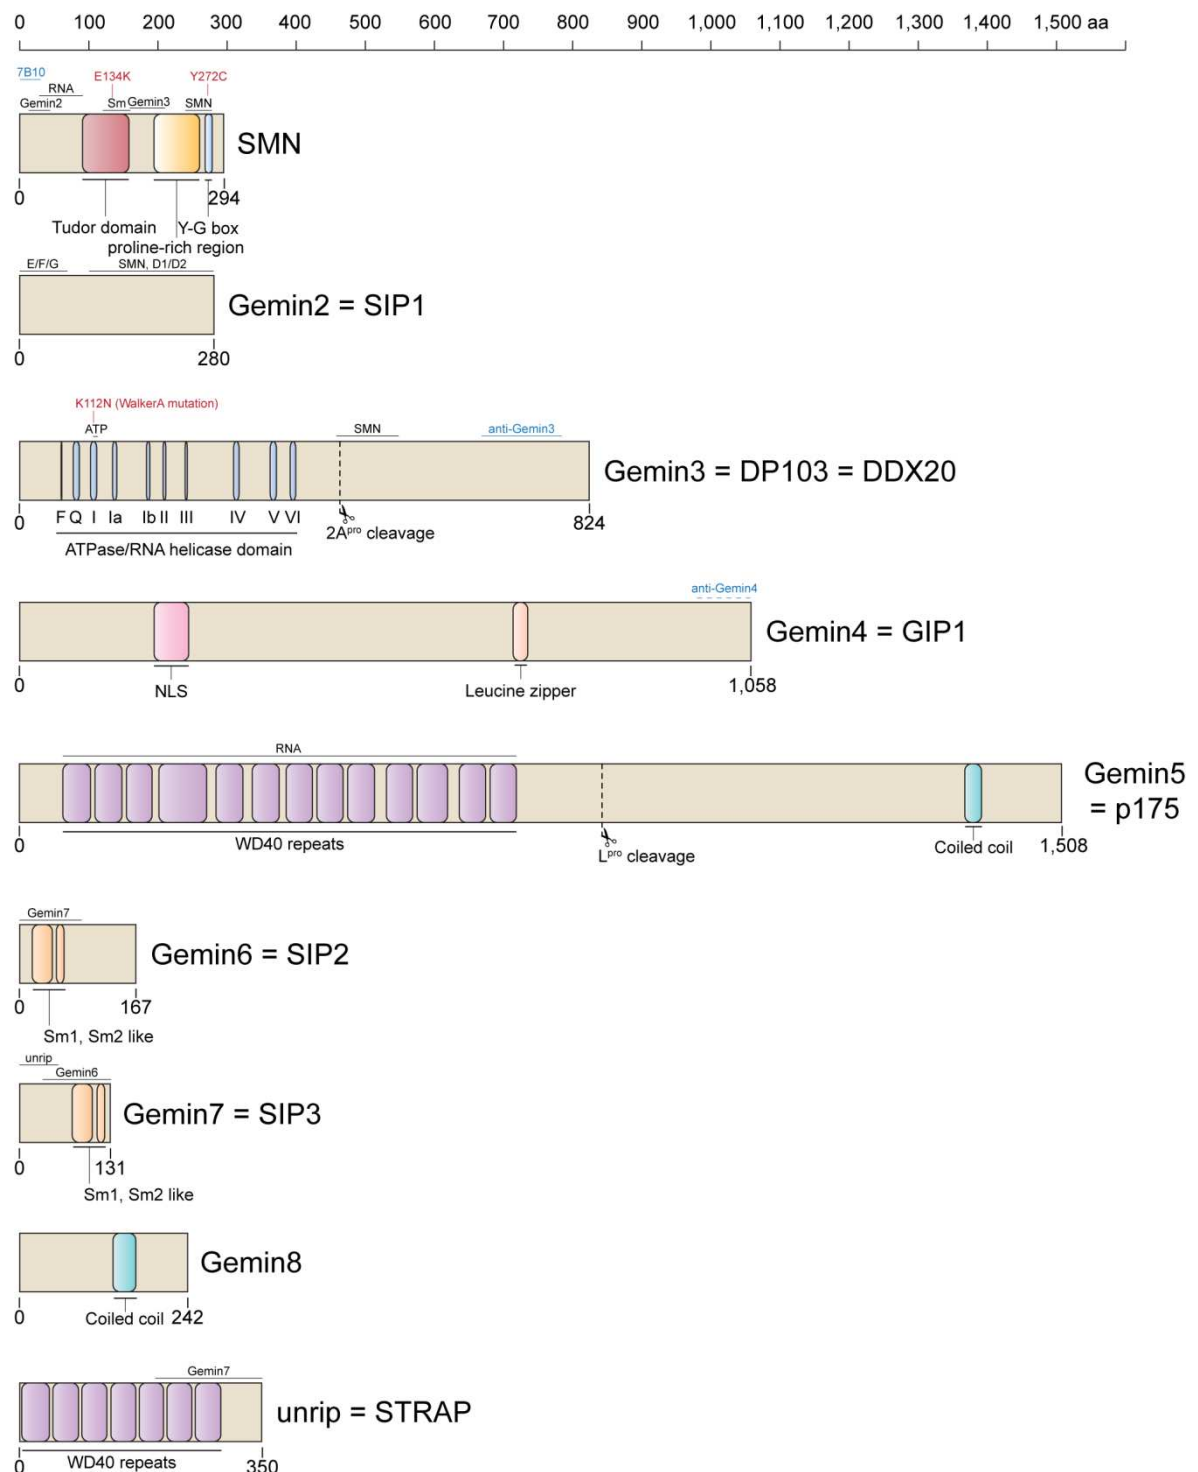 0 100 200 300 400 500 600 700 800 900 1,000 1,100 1,200 1,300 1,400 1,500 aa
7B10 E134K Y272C
RNA
Gemin2 Sm Gemin3 SMN
SMN
0 294
Tudor domain Y-G box
proline-rich region
E/F/G SMN, D1/D2
Gemin2 = SIP1
0 280
K112N (WalkerA mutation)
ATP SMN anti-Gemin3
Gemin3 = DP103 = DDX20
0 F Q I Ia Ib II III IV V VI 824
2Apro cleavage
ATPase/RNA helicase domain
anti-Gemin4
Gemin4 = GIP1
0 1,058
NLS Leucine zipper
RNA
Gemin5
= p175
0 WD40 repeats Coiled coil 1,508
Lpro cleavage
Gemin7
Gemin6 = SIP2
0 167
Sm1, Sm2 like
unrip
Gemin6
Gemin7 = SIP3
0 131
Sm1, Sm2 like
Gemin8
0 Coiled coil 242
Gemin7
unrip = STRAP
0 WD40 repeats 350